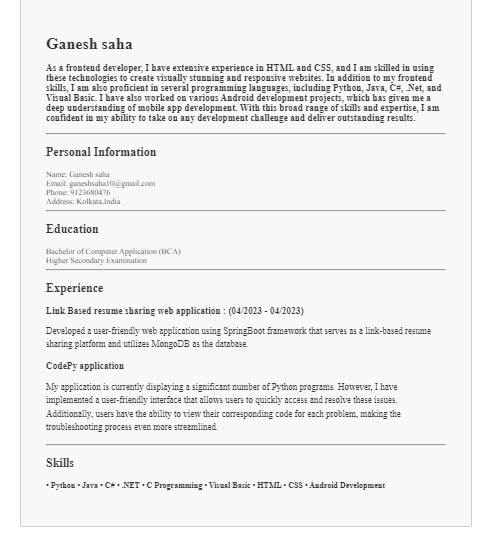 Ganesh saha
As a frontend developer, I have extensive experience in HTML and CSS, and I am skilled in using
these technologies to create visually stunning and responsive websites. In addition to my frontend
skills, I am also proficient in several programming languages, including Python, Java, C#, .Net, and
Visual Basic. I have also worked on various Android development projects, which has given me a
deep understanding of mobile app development. With this broad range of skills and expertise, I am
confident in my ability to take on any development challenge and deliver outstanding results.
Personal Information
Name: Ganesh saha
Email: ganeshsaha10@gmail.com
Phone: 9123680476
Address: Kolkata,India
Education
Bachelor of Computer Application (BCA)
Higher Secondary Examination
Experience
Link Based resume sharing web application : (04/2023 - 04/2023)
Developed a user-friendly web application using SpringBoot framework that serves as a link-based resume
sharing platform and utilizes MongoDB as the database.
CodePy application
My application is currently displaying a significant number of Python programs. However, I have
implemented a user-friendly interface that allows users to quickly access and resolve these issues.
Additionally, users have the ability to view their corresponding code for each problem, making the
troubleshooting process even more streamlined.
Skills
• Python • Java • C# • .NET • C Programming • Visual Basic • HTML • CSS • Android Development